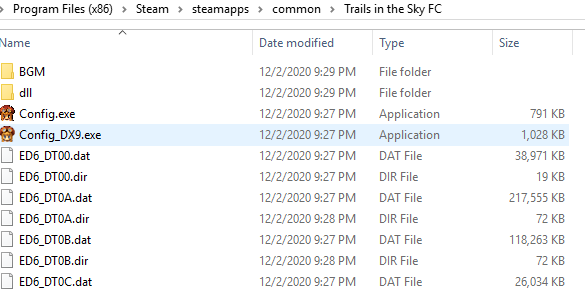 Program Files (x86) > Steam > steamapps > common > Trails in the Sky FC
Name Date modified Type Size
BGM 12/2/2020 9:29 PM File folder
dll 12/2/2020 9:29 PM File folder
Config.exe 12/2/2020 9:27 PM Application 791 KB
Config_DX9.exe 12/2/2020 9:27 PM Application 1,028 KB
ED6_DT00.dat 12/2/2020 9:27 PM DAT File 38,971 KB
ED6_DT00.dir 12/2/2020 9:27 PM DIR File 19 KB
ED6_DT0A.dat 12/2/2020 9:27 PM DAT File 217,555 KB
ED6_DT0A.dir 12/2/2020 9:28 PM DIR File 72 KB
ED6_DT0B.dat 12/2/2020 9:27 PM DAT File 118,263 KB
ED6_DT0B.dir 12/2/2020 9:28 PM DIR File 72 KB
ED6_DT0C.dat 12/2/2020 9:27 PM DAT File 26,034 KB